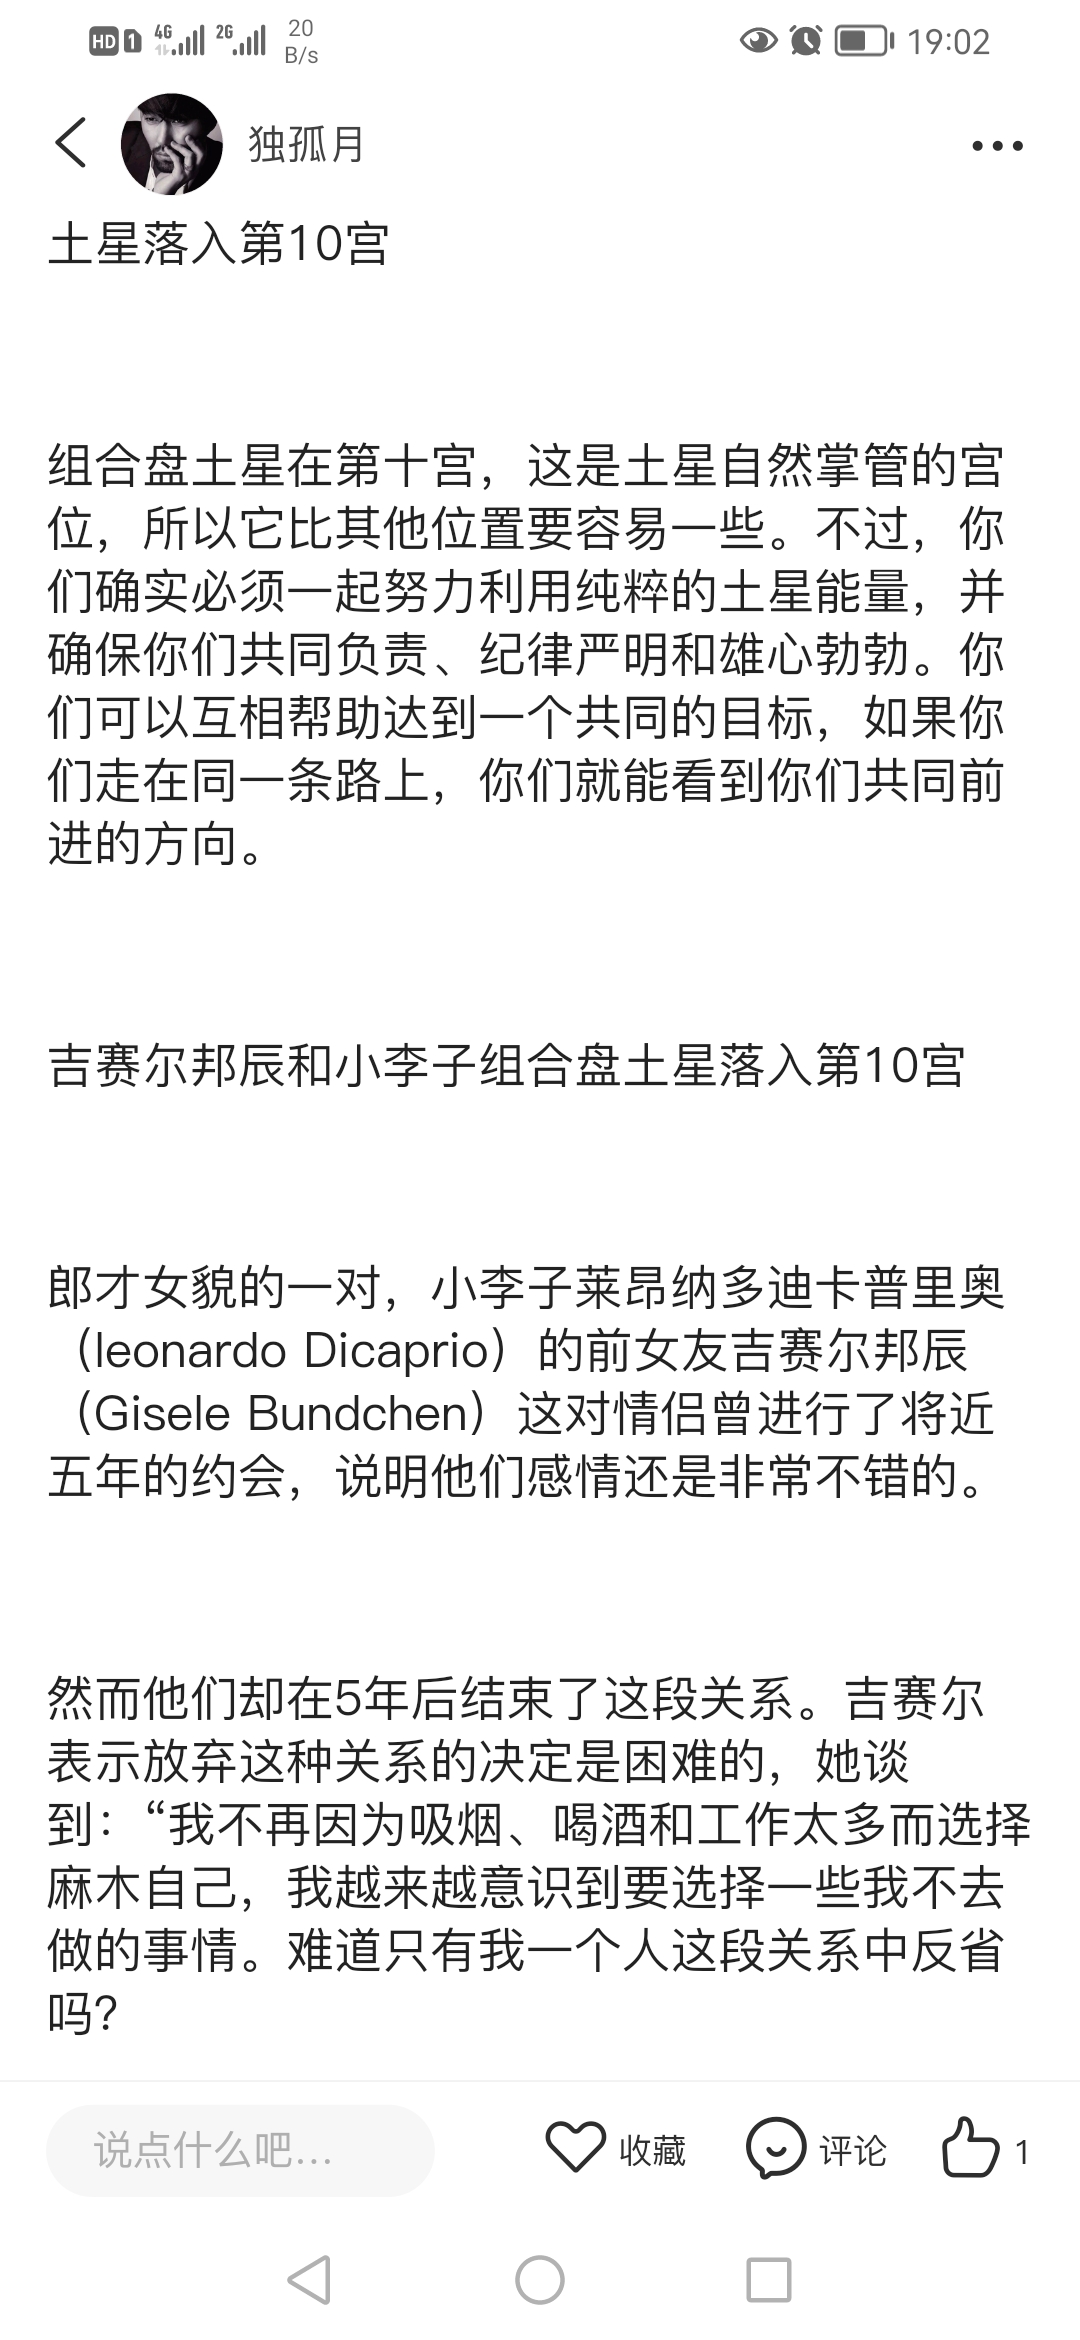 HD 1 4G 2G 20 B/s 19:02
独孤月
土星落入第10宫
组合盘土星在第十宫，这是土星自然掌管的宫
位，所以它比其他位置要容易一些。不过，你
们确实必须一起努力利用纯粹的土星能量，并
确保你们共同负责、纪律严明和雄心勃勃。你
们可以互相帮助达到一个共同的目标，如果你
们走在同一条路上，你们就能看到你们共同前
进的方向。
吉赛尔邦辰和小李子组合盘土星落入第10宫
郎才女貌的一对，小李子莱昂纳多迪卡普里奥
（leonardo Dicaprio）的前女友吉赛尔邦辰
（Gisele Bundchen）这对情侣曾进行了将近
五年的约会，说明他们感情还是非常不错的。
然而他们却在5年后结束了这段关系。吉赛尔
表示放弃这种关系的决定是困难的，她谈
到：“我不再因为吸烟、喝酒和工作太多而选择
麻木自己，我越来越意识到要选择一些我不去
做的事情。难道只有我一个人这段关系中反省
吗?
说点什么吧... 收藏 评论 1